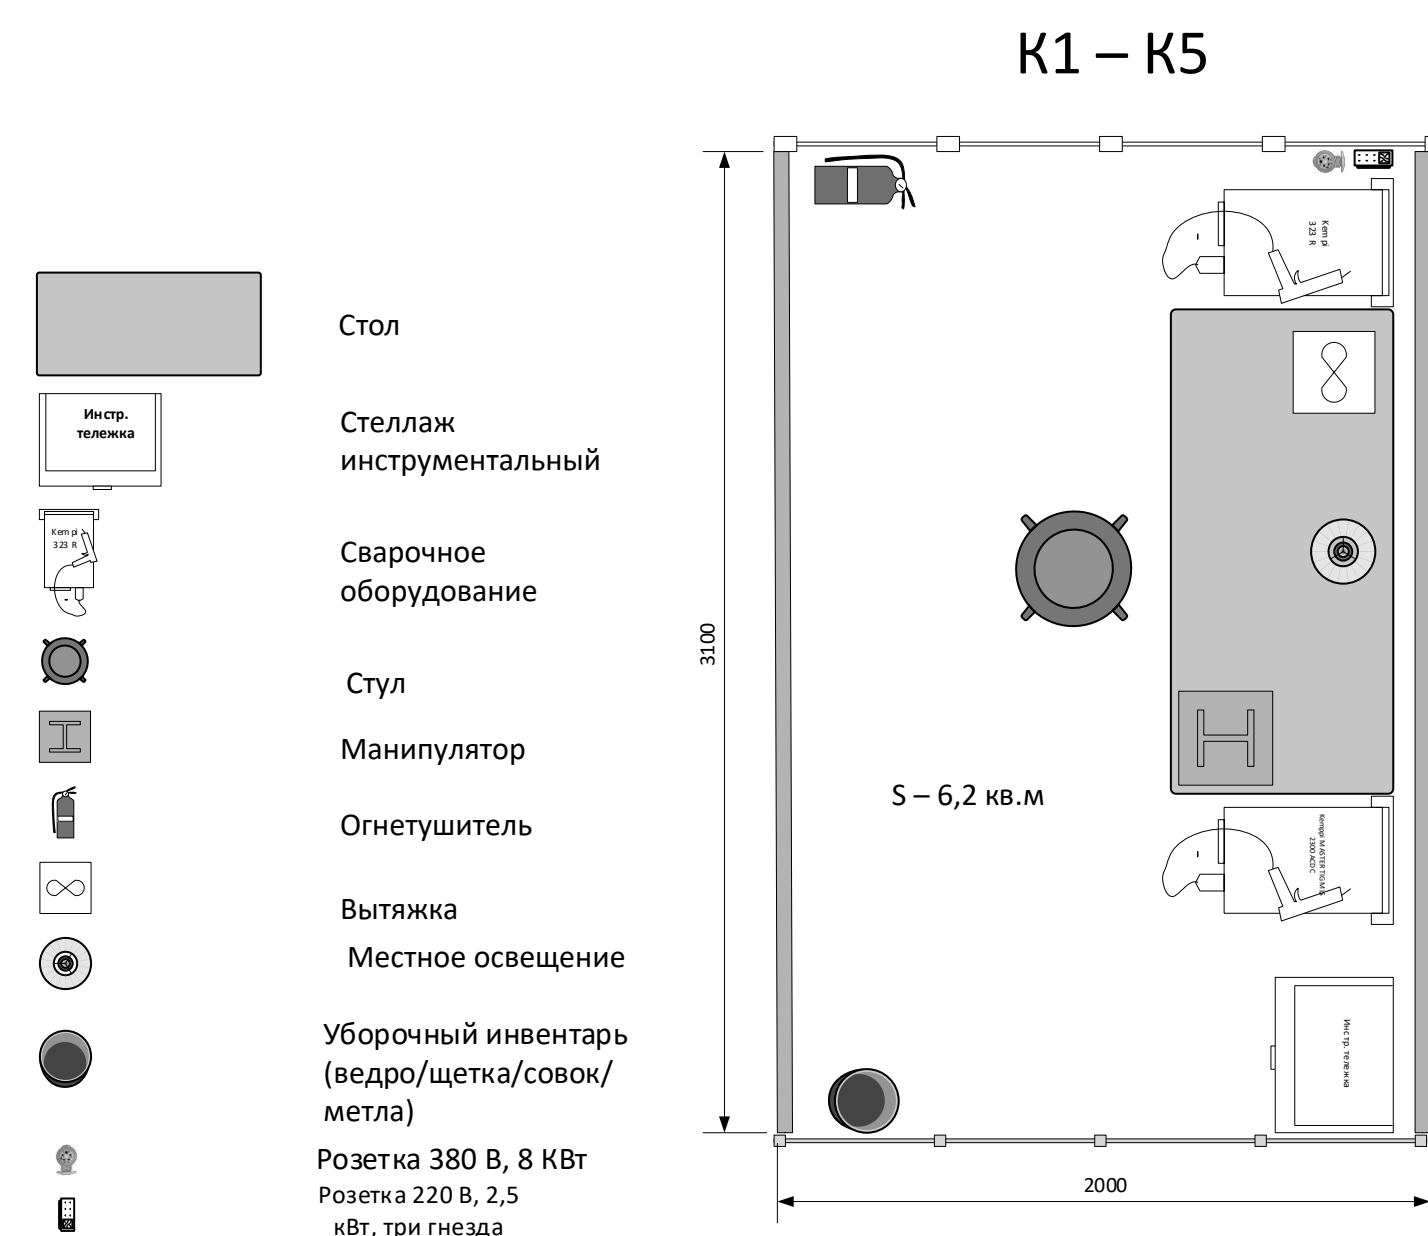 К1 – К5
Стол
Инстр.
тележка
Стеллаж
инструментальный
Kempi
323 R
Сварочное
оборудование
Стул
Манипулятор
Огнетушитель
Вытяжка
Местное освещение
Уборочный инвентарь
(ведро/щетка/совок/
метла)
Розетка 380 В, 8 КВт
Розетка 220 В, 2,5
кВт, три гнезда
Kempi
323 R
3100
S – 6,2 кв.м
Kemppi MASTERTIG MLS
2300 ACDC
Инстр. тележка
2000